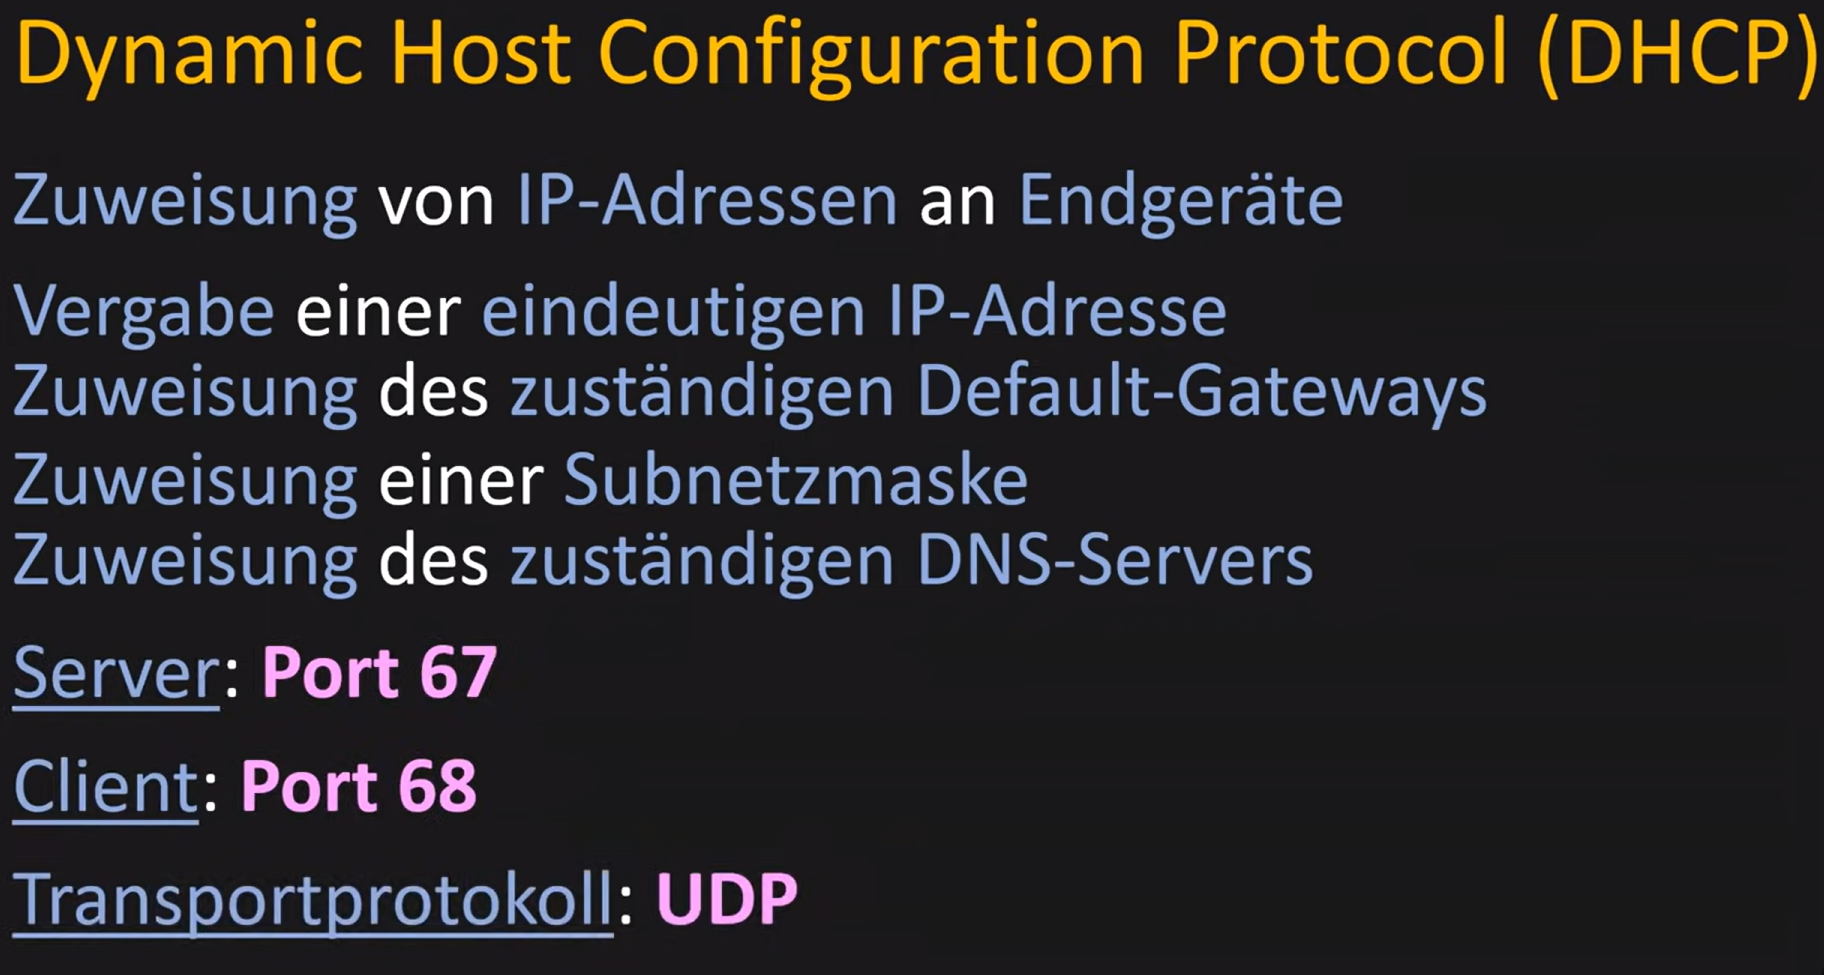 Dynamic Host Configuration Protocol (DHCP)
Zuweisung von IP-Adressen an Endgeräte
Vergabe einer eindeutigen IP-Adresse
Zuweisung des zuständigen Default-Gateways
Zuweisung einer Subnetzmaske
Zuweisung des zuständigen DNS-Servers
Server: Port 67
Client: Port 68
Transportprotokoll: UDP